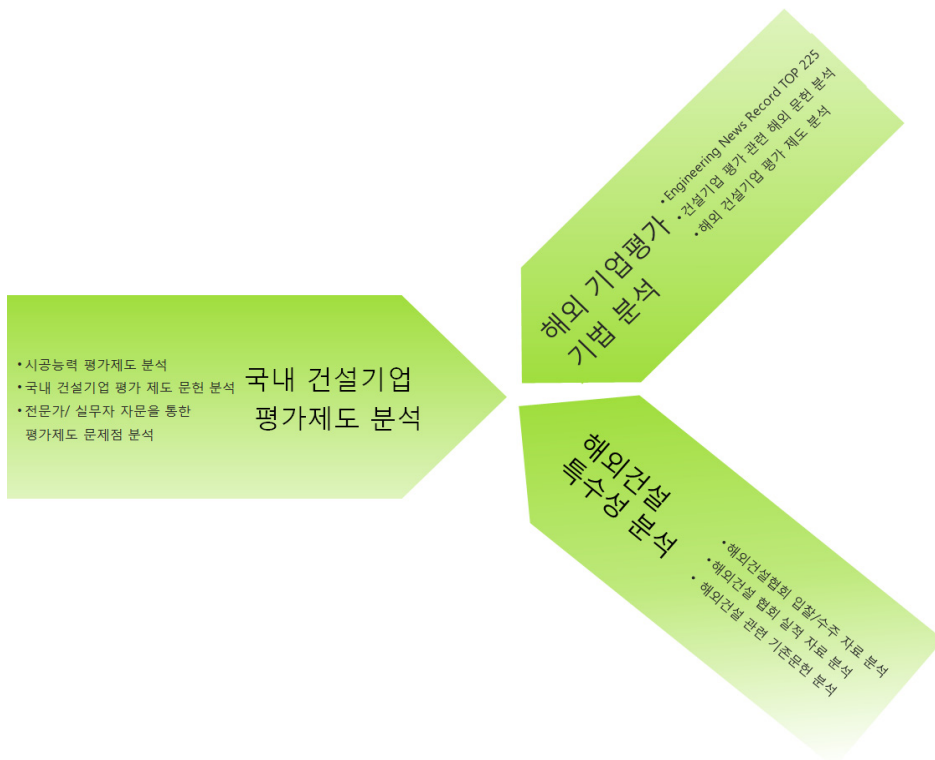 • 시공능력 평가제도 분석
• 국내 건설기업 평가 제도 문헌 분석
• 전문가/ 실무자 자문을 통한
평가제도 문제점 분석
국내 건설기업
평가제도 분석
해외 기업평가
기법 분석
• Engineering News Record TOP 225
• 건설기업 평가 관련 해외 문헌 분석
• 해외 건설기업 평가 제도 분석
해외건설
특수성 분석
• 해외건설협회 입찰/수주 자료 분석
• 해외건설 협회 실적 자료 분석
• 해외건설 관련 기존문헌 분석